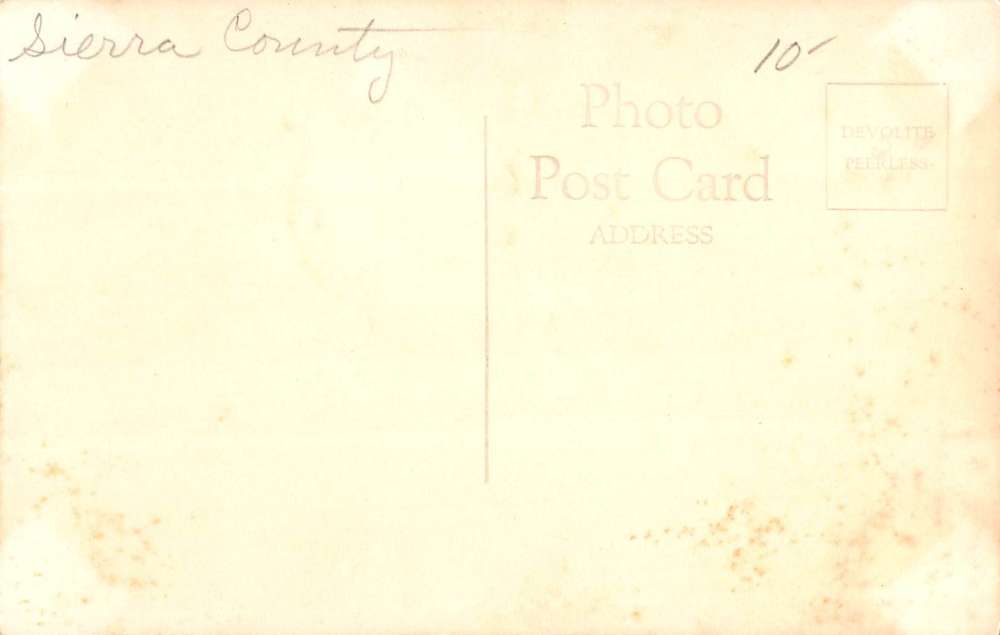 Sierra County
10-
Photo
Post Card
ADDRESS
DEVOLITE
PEERLESS-